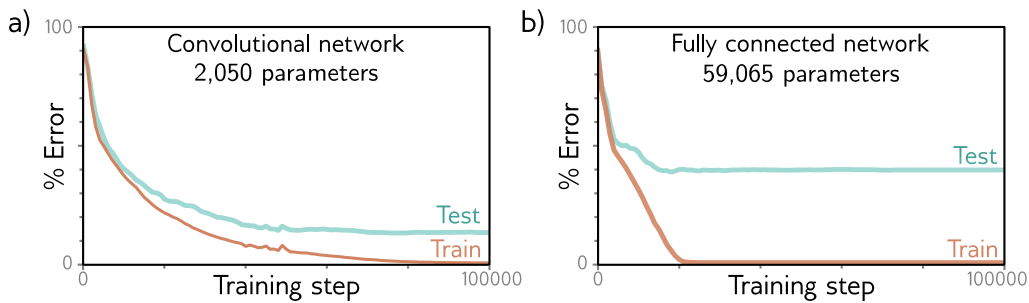 a)
100
Convolutional network
2,050 parameters
% Error
Test
Train
0
0
Training step
100000
b)
100
Fully connected network
59,065 parameters
% Error
Test
Train
0
0
Training step
100000